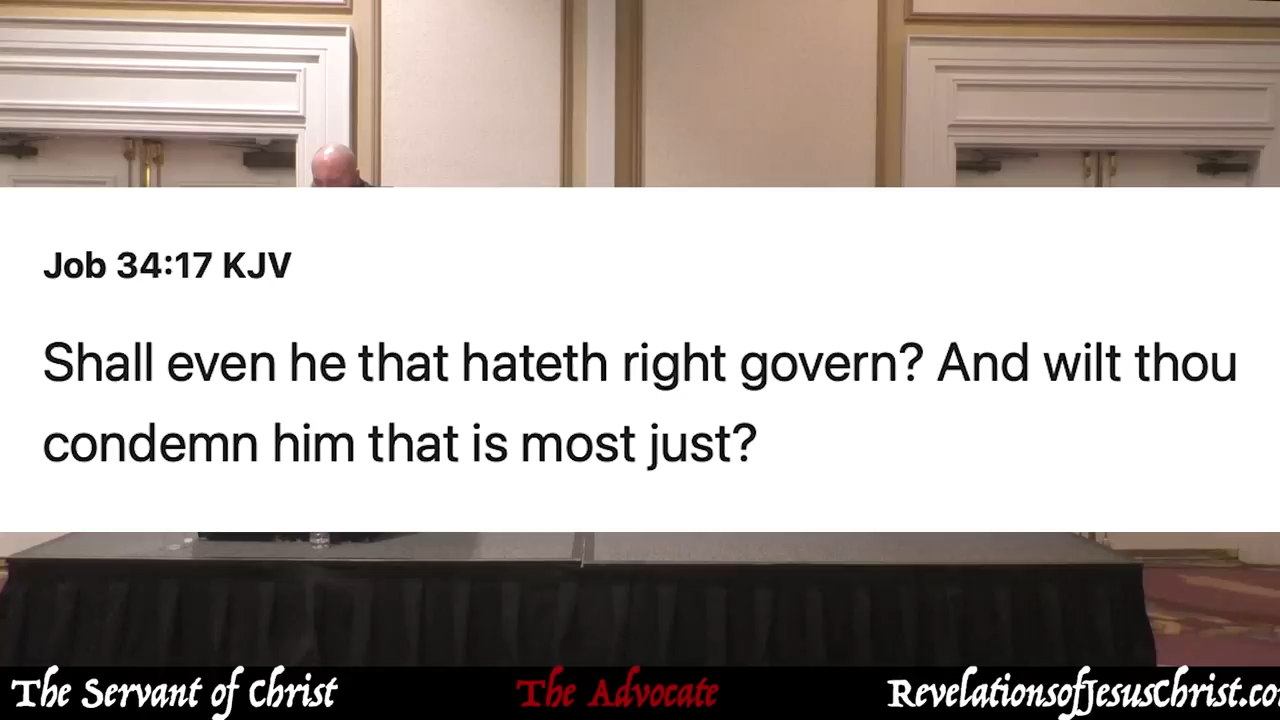 Job 34:17 KJV
Shall even he that hateth right govern? And wilt thou
condemn him that is most just?
The Servant of Christ The Advocate RevelationsofJesusChrist.co